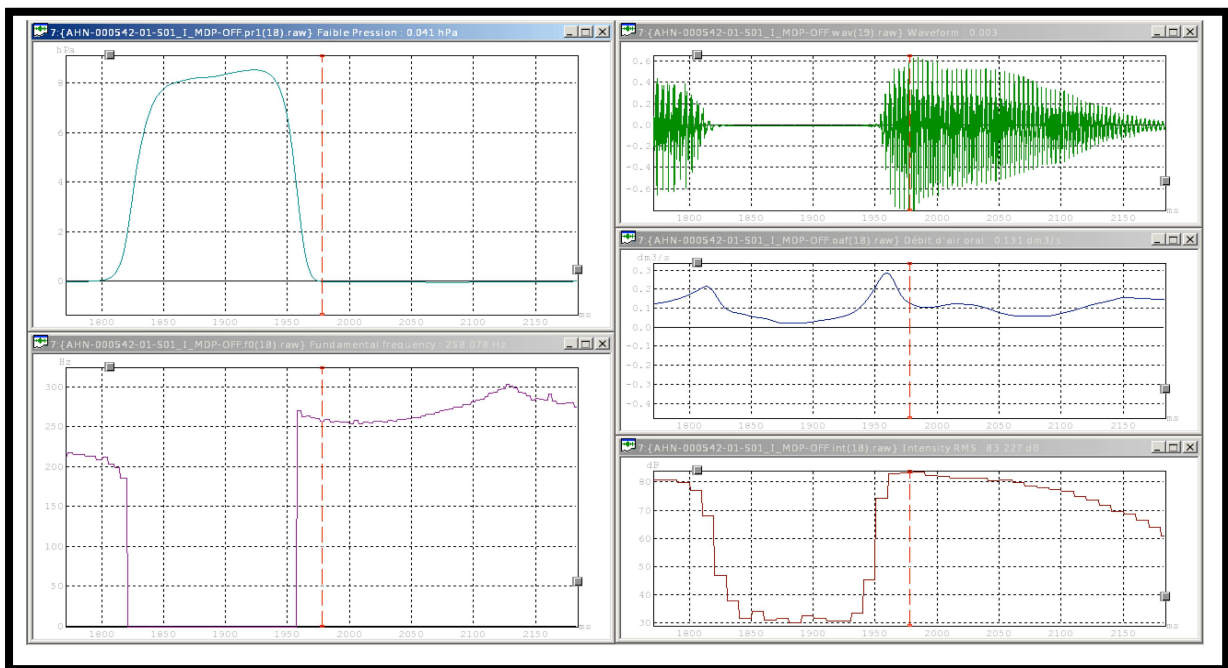 7:{AHN-000542-01-S01_I_MDP-OFF.pr1(18).raw} Faible Pression : 0.041 hPa
hPa
8
6
4
2
0
1800 1850 1900 1950 2000 2050 2100 2150 ms
7:{AHN-000542-01-S01_I_MDP-OFF.f0(18).raw} Fundamental frequency : 258.078 Hz
Hz
300
250
200
150
100
50
0
1800 1850 1900 1950 2000 2050 2100 2150 ms
7:{AHN-000542-01-S01_I_MDP-OFF.wav(19).raw} Waveform : 0.003
0.6
0.4
0.2
0.0
-0.2
-0.4
-0.6
1800 1850 1900 1950 2000 2050 2100 2150 ms
7:{AHN-000542-01-S01_I_MDP-OFF.oaf(18).raw} Débit d'air oral : 0.131 dm3/s
dm3/s
0.3
0.2
0.1
0.0
-0.1
-0.2
-0.3
-0.4
1800 1850 1900 1950 2000 2050 2100 2150 ms
7:{AHN-000542-01-S01_I_MDP-OFF.int(18).raw} Intensity RMS : 83.227 dB
dB
80
70
60
50
40
30
1800 1850 1900 1950 2000 2050 2100 2150 ms